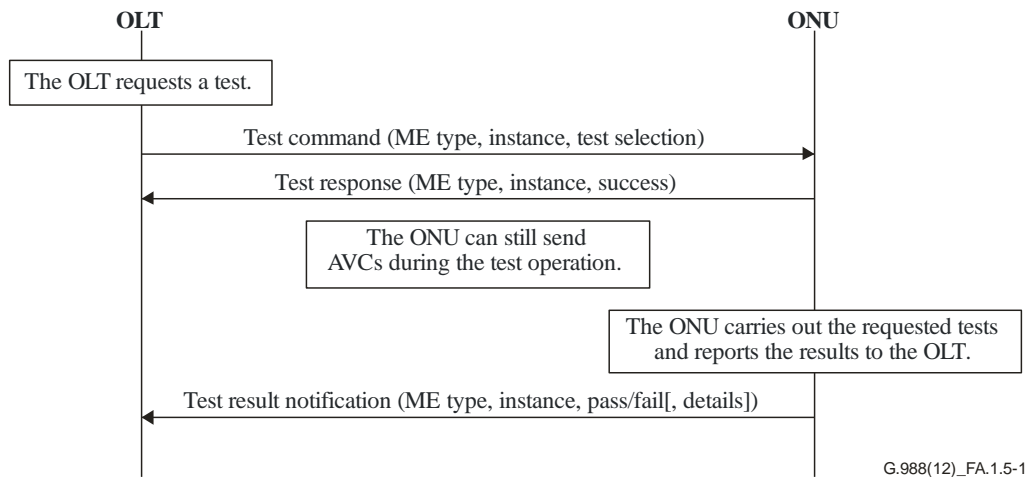 OLT
ONU
The OLT requests a test.
Test command (ME type, instance, test selection)
Test response (ME type, instance, success)
The ONU can still send
AVCs during the test operation.
The ONU carries out the requested tests
and reports the results to the OLT.
Test result notification (ME type, instance, pass/fail[, details])
G.988(12)_FA.1.5-1